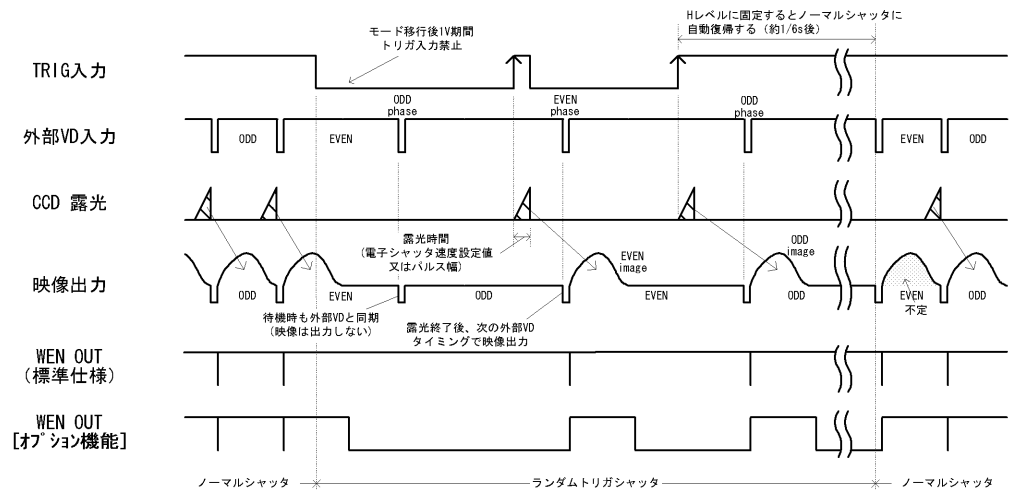 Hレベルに固定するとノーマルシャッタに
自動復帰する（約1/6s後）
モード移行後1V期間
トリガ入力禁止
TRIG入力
ODD
phase
EVEN
phase
ODD
phase
外部VD入力
ODD
EVEN
EVEN
ODD
CCD 露光
露光時間
（電子シャッタ速度設定値
又はパルス幅）
EVEN
image
ODD
image
映像出力
ODD
EVEN
ODD
EVEN
ODD
EVEN
不定
ODD
待機時も外部VDと同期
（映像は出力しない）
露光終了後、次の外部VD
タイミングで映像出力
WEN OUT
（標準仕様）
WEN OUT
[オプション機能]
ノーマルシャッタ
ランダムトリガシャッタ
ノーマルシャッタ